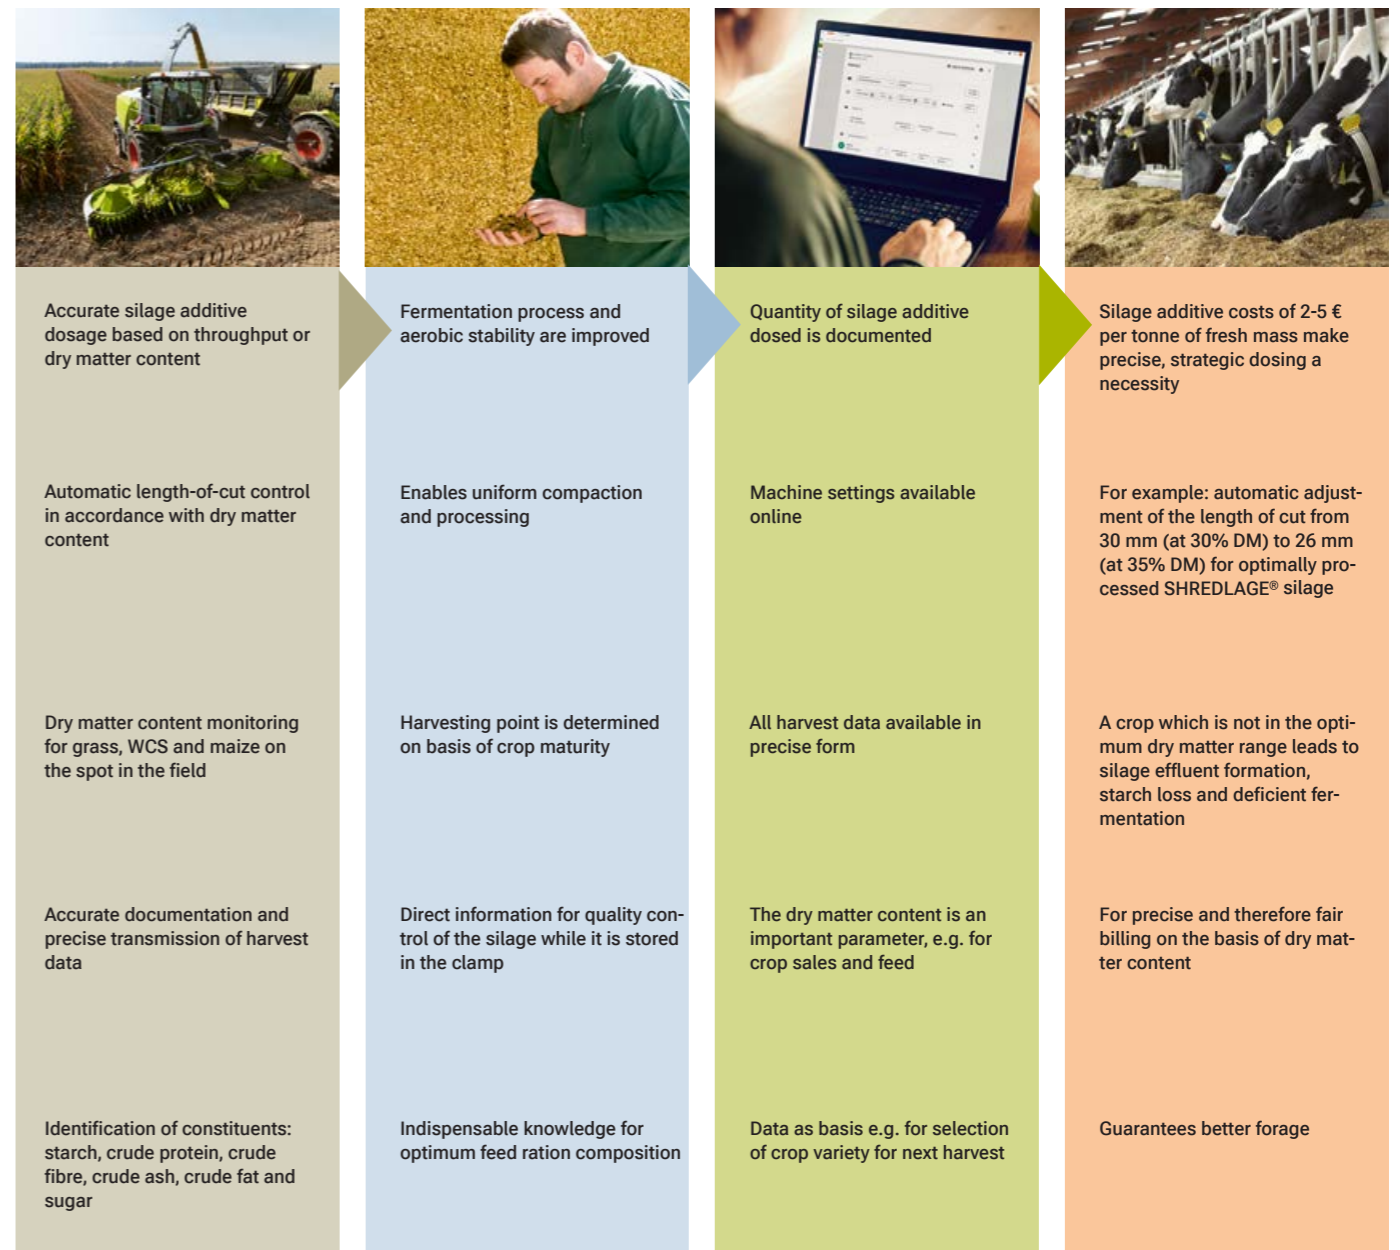 Accurate silage additive
dosage based on throughput or
dry matter content
Fermentation process and
aerobic stability are improved
Quantity of silage additive
dosed is documented
Silage additive costs of 2-5 €
per tonne of fresh mass make
precise, strategic dosing a
necessity
Automatic length-of-cut control
in accordance with dry matter
content
Enables uniform compaction
and processing
Machine settings available
online
For example: automatic adjust-
ment of the length of cut from
30 mm (at 30% DM) to 26 mm
(at 35% DM) for optimally pro-
cessed SHREDLAGE® silage
Dry matter content monitoring
for grass, WCS and maize on
the spot in the field
Harvesting point is determined
on basis of crop maturity
All harvest data available in
precise form
A crop which is not in the opti-
mum dry matter range leads to
silage effluent formation,
starch loss and deficient fer-
mentation
Accurate documentation and
precise transmission of harvest
data
Direct information for quality con-
trol of the silage while it is stored
in the clamp
The dry matter content is an
important parameter, e.g. for
crop sales and feed
For precise and therefore fair
billing on the basis of dry mat-
ter content
Identification of constituents:
starch, crude protein, crude
fibre, crude ash, crude fat and
sugar
Indispensable knowledge for
optimum feed ration composition
Data as basis e.g. for selection
of crop variety for next harvest
Guarantees better forage